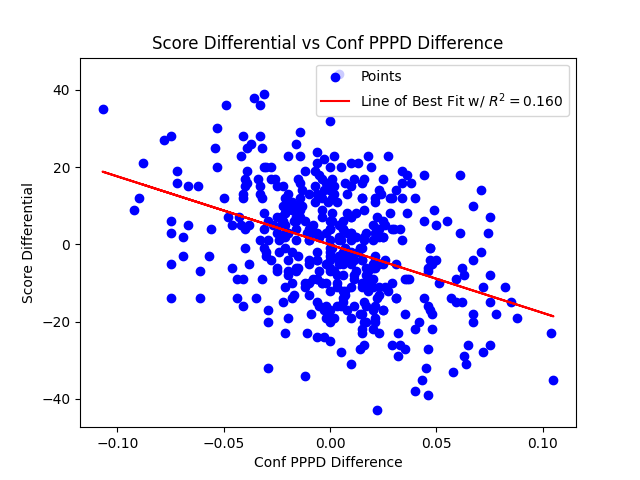 Score Differential vs Conf PPPD Difference
Points
Line of Best Fit w/ R² = 0.160
40
20
0
−20
−40
Score Differential
−0.10
−0.05
0.00
0.05
0.10
Conf PPPD Difference